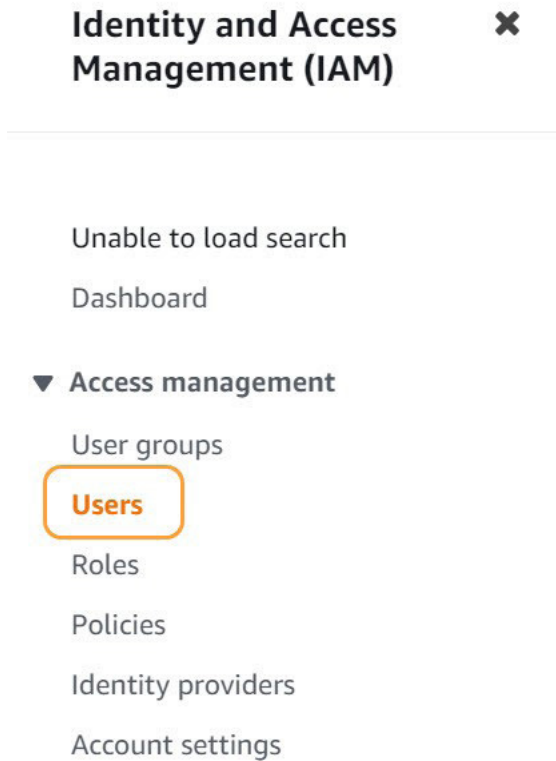 Identity and Access
Management (IAM)
Unable to load search
Dashboard
Access management
User groups
Users
Roles
Policies
Identity providers
Account settings